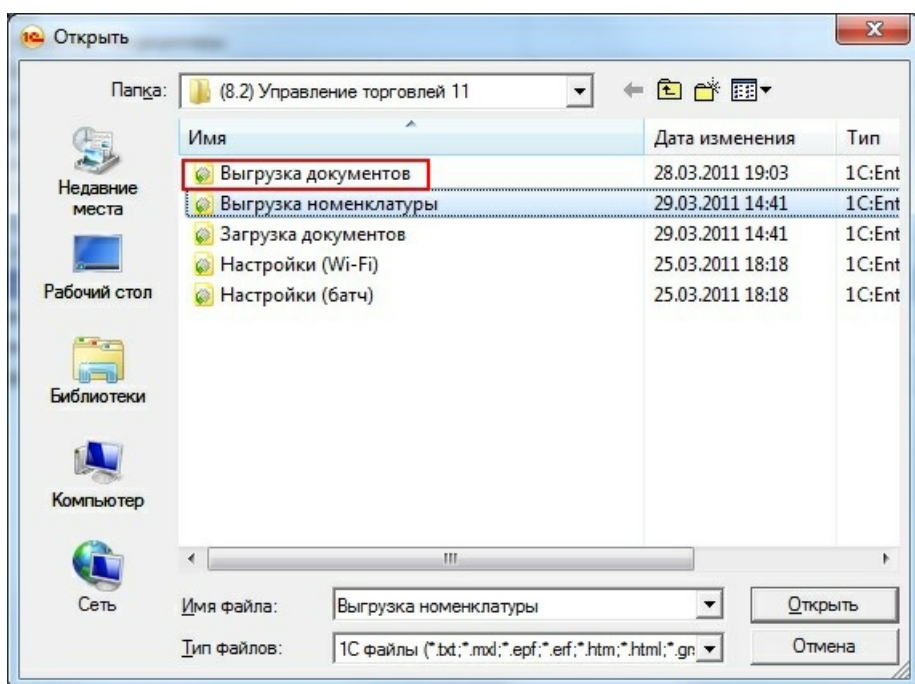 1С Открыть
Папка: (8.2) Управление торговлей 11
Имя Дата изменения Тип
Выгрузка документов 28.03.2011 19:03 1C:Ent
Выгрузка номенклатуры 29.03.2011 14:41 1C:Ent
Загрузка документов 29.03.2011 14:41 1C:Ent
Настройки (Wi-Fi) 25.03.2011 18:18 1C:Ent
Настройки (батч) 25.03.2011 18:18 1C:Ent
Недавние
места
Рабочий стол
Библиотеки
Компьютер
Сеть
Имя файла: Выгрузка номенклатуры Открыть
Тип файлов: 1С файлы (*.txt;*.mxl;*.epf;*.erf;*.htm;*.html;*.gr Отмена